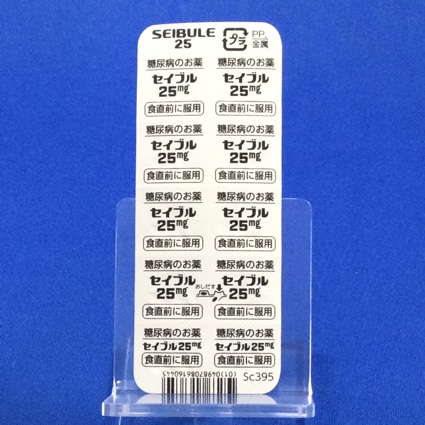 SEIBULE
25
プラ
PP,
金属
糖尿病のお薬 糖尿病のお薬
セイブル セイブル
25mg 25mg
食直前に服用 食直前に服用
糖尿病のお薬 糖尿病のお薬
セイブル セイブル
25mg 25mg
食直前に服用 食直前に服用
糖尿病のお薬 糖尿病のお薬
セイブル セイブル
25mg 25mg
食直前に服用 食直前に服用
糖尿病のお薬 糖尿病のお薬
セイブル セイブル
25mg おしだす 25mg
食直前に服用 食直前に服用
糖尿病のお薬 糖尿病のお薬
セイブル25mg セイブル25mg
食直前に服用 食直前に服用
(01)04987086160445
Sc395